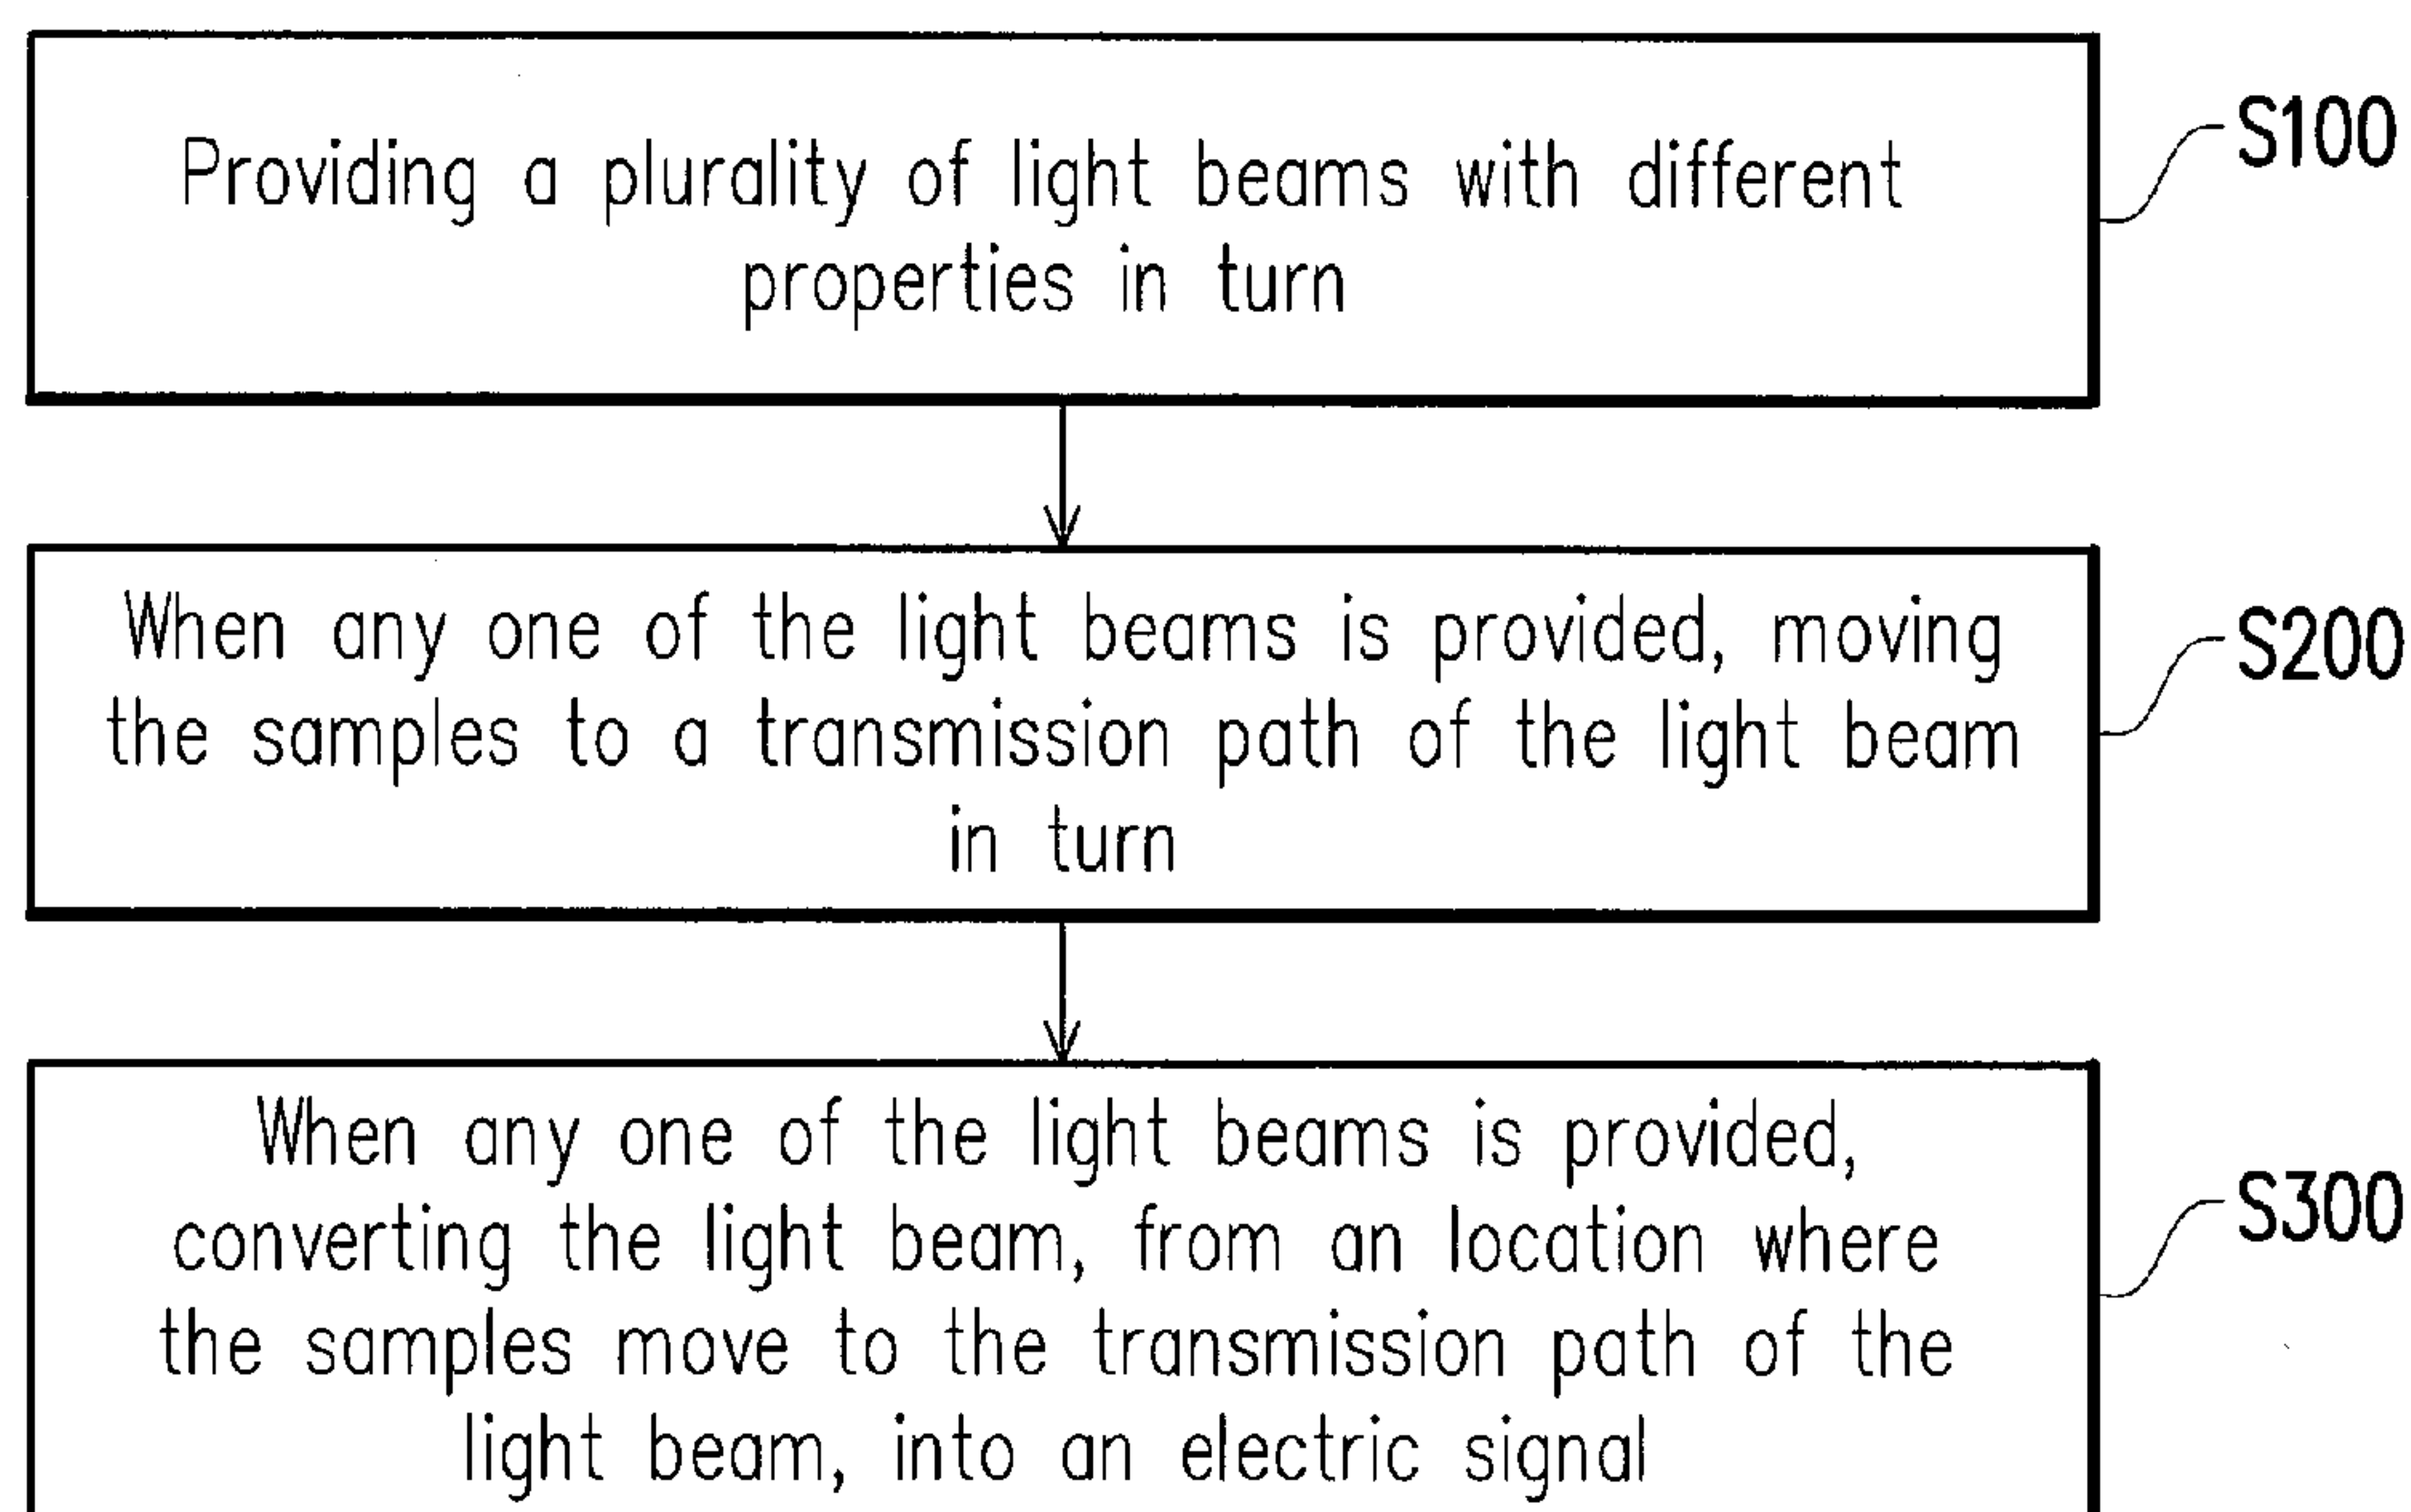 Providing a plurality of light beams with different
properties in turn
S100
When any one of the light beams is provided, moving
the samples to a transmission path of the light beam
in turn
S200
When any one of the light beams is provided,
converting the light beam, from an location where
the samples move to the transmission path of the
light beam, into an electric signal
S300